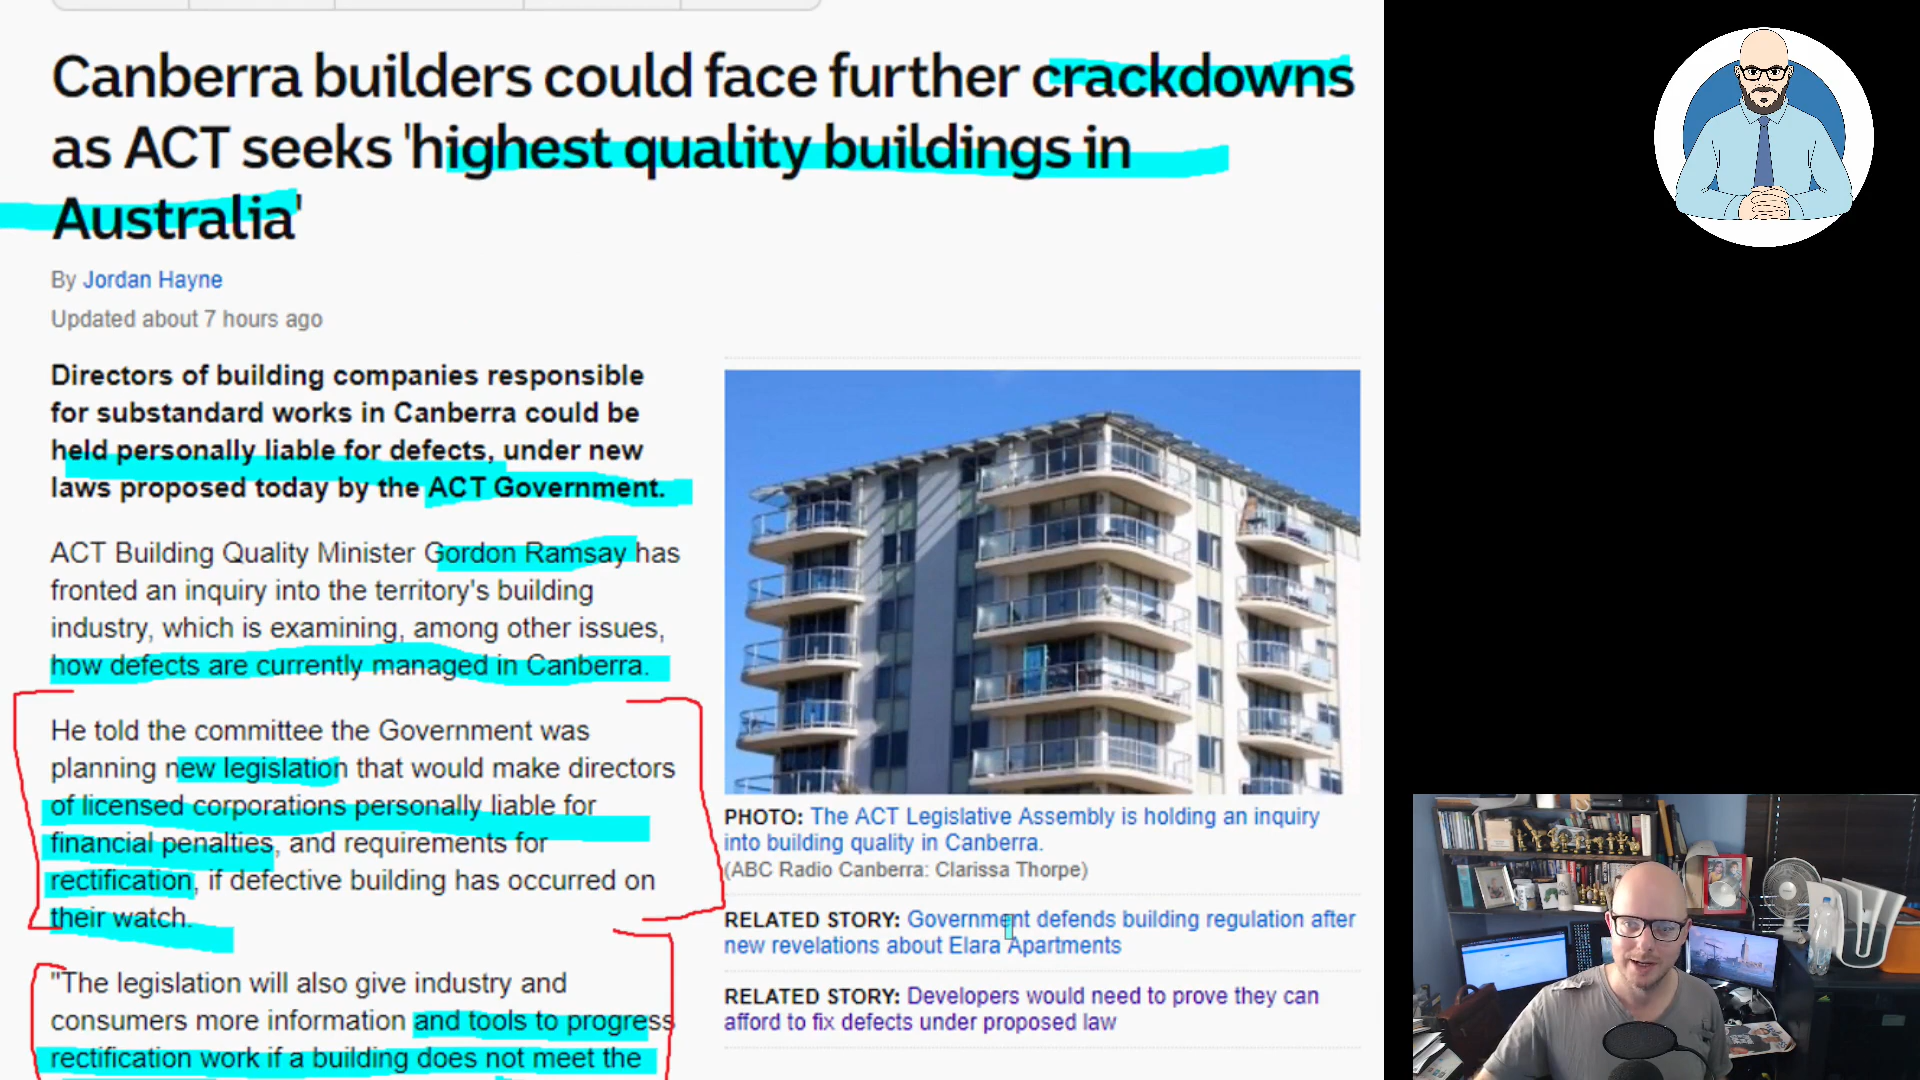 Canberra builders could face further crackdowns
as ACT seeks 'highest quality buildings in
Australia'
By Jordan Hayne
Updated about 7 hours ago
Directors of building companies responsible
for substandard works in Canberra could be
held personally liable for defects, under new
laws proposed today by the ACT Government.
ACT Building Quality Minister Gordon Ramsay has
fronted an inquiry into the territory's building
industry, which is examining, among other issues,
how defects are currently managed in Canberra.
He told the committee the Government was
planning new legislation that would make directors
of licensed corporations personally liable for
financial penalties, and requirements for
rectification, if defective building has occurred on
their watch.
"The legislation will also give industry and
consumers more information and tools to progress
rectification work if a building does not meet the
PHOTO: The ACT Legislative Assembly is holding an inquiry
into building quality in Canberra.
(ABC Radio Canberra: Clarissa Thorpe)
RELATED STORY: Government defends building regulation after
new revelations about Elara Apartments
RELATED STORY: Developers would need to prove they can
afford to fix defects under proposed law